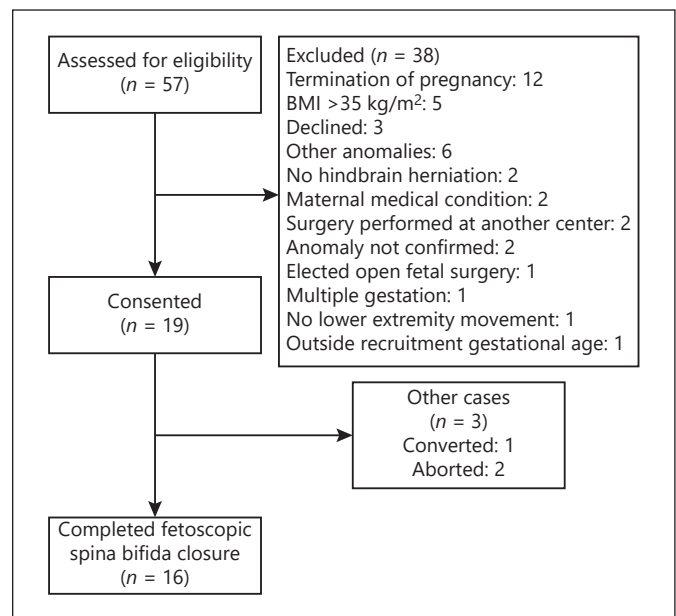 Assessed for eligibility
(n = 57)
Excluded (n = 38)
Termination of pregnancy: 12
BMI >35 kg/m²: 5
Declined: 3
Other anomalies: 6
No hindbrain herniation: 2
Maternal medical condition: 2
Surgery performed at another center: 2
Anomaly not confirmed: 2
Elected open fetal surgery: 1
Multiple gestation: 1
No lower extremity movement: 1
Outside recruitment gestational age: 1
Consented
(n = 19)
Other cases
(n = 3)
Converted: 1
Aborted: 2
Completed fetoscopic
spina bifida closure
(n = 16)